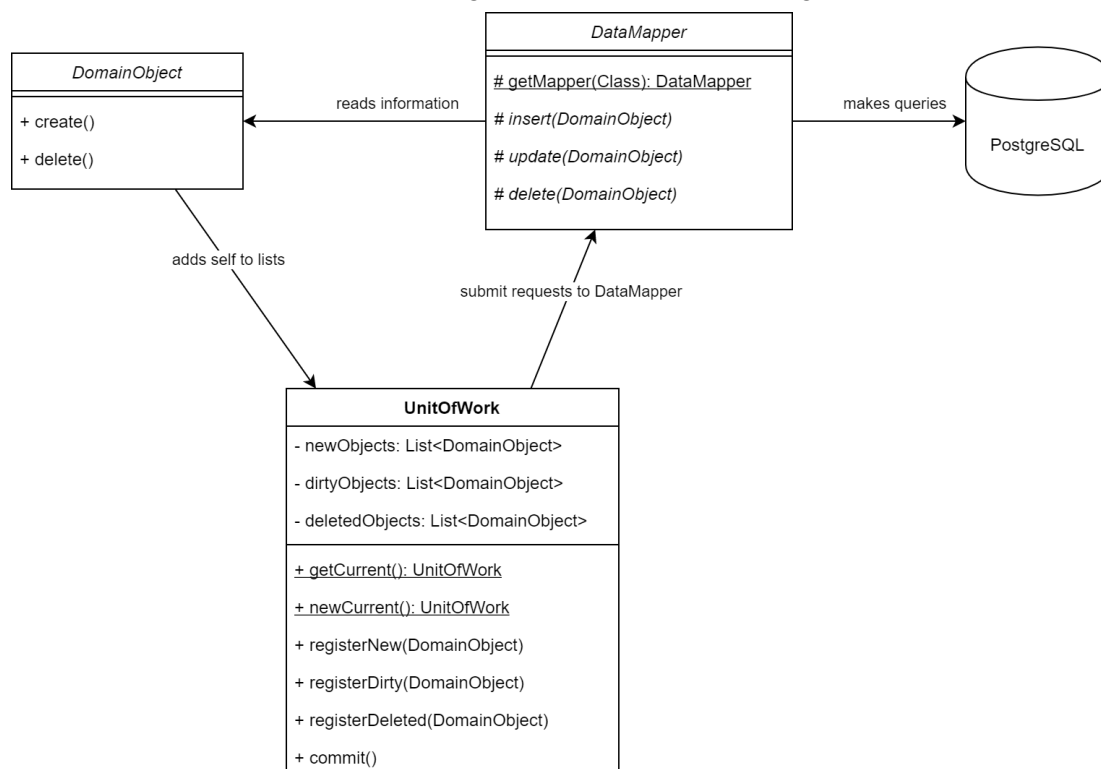 DomainObject
+ create()
+ delete()
reads information
DataMapper
# getMapper(Class): DataMapper
# insert(DomainObject)
# update(DomainObject)
# delete(DomainObject)
makes queries
PostgreSQL
adds self to lists
submit requests to DataMapper
UnitOfWork
- newObjects: List<DomainObject>
- dirtyObjects: List<DomainObject>
- deletedObjects: List<DomainObject>
+ getCurrent(): UnitOfWork
+ newCurrent(): UnitOfWork
+ registerNew(DomainObject)
+ registerDirty(DomainObject)
+ registerDeleted(DomainObject)
+ commit()